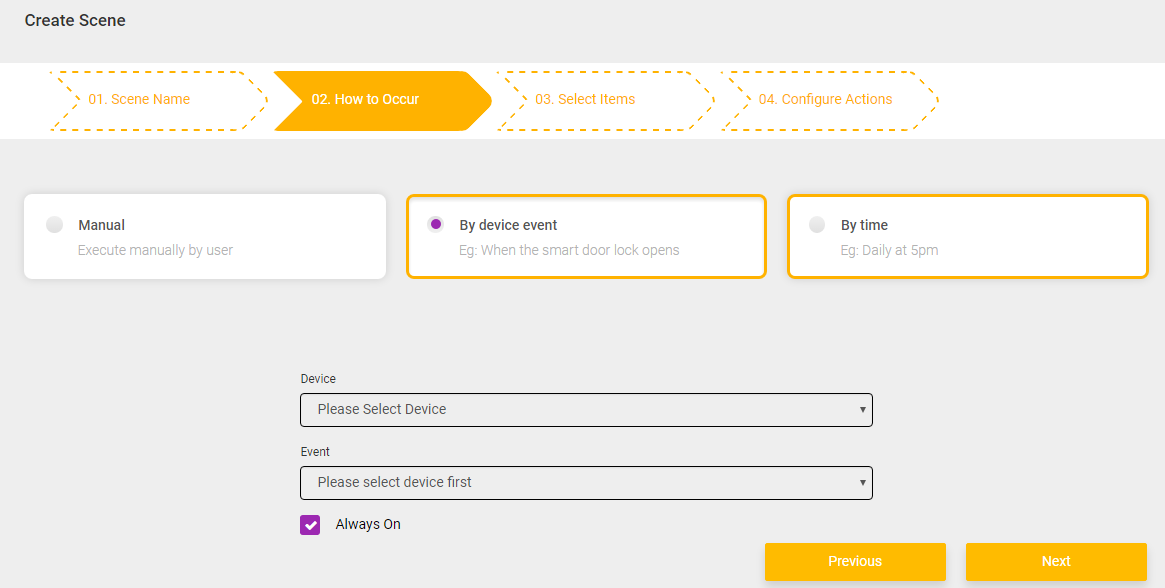 Create Scene
01. Scene Name
02. How to Occur
03. Select Items
04. Configure Actions
Manual
Execute manually by user
By device event
Eg: When the smart door lock opens
By time
Eg: Daily at 5pm
Device
Please Select Device
Event
Please select device first
Always On
Previous
Next